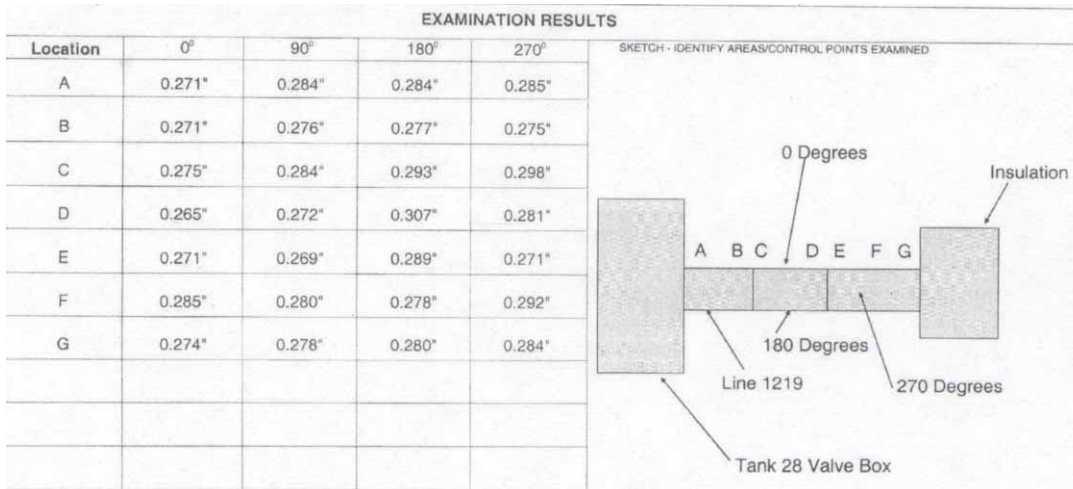 EXAMINATION RESULTS
Location 0° 90° 180° 270°
SKETCH - IDENTIFY AREAS/CONTROL POINTS EXAMINED
A 0.271" 0.284" 0.284" 0.285"
B 0.271" 0.276" 0.277" 0.275"
C 0.275" 0.284" 0.293" 0.298"
D 0.265" 0.272" 0.307" 0.281"
E 0.271" 0.269" 0.289" 0.271"
F 0.285" 0.280" 0.278" 0.292"
G 0.274" 0.278" 0.280" 0.284"
0 Degrees
Insulation
A B C D E F G
180 Degrees
Line 1219
270 Degrees
Tank 28 Valve Box